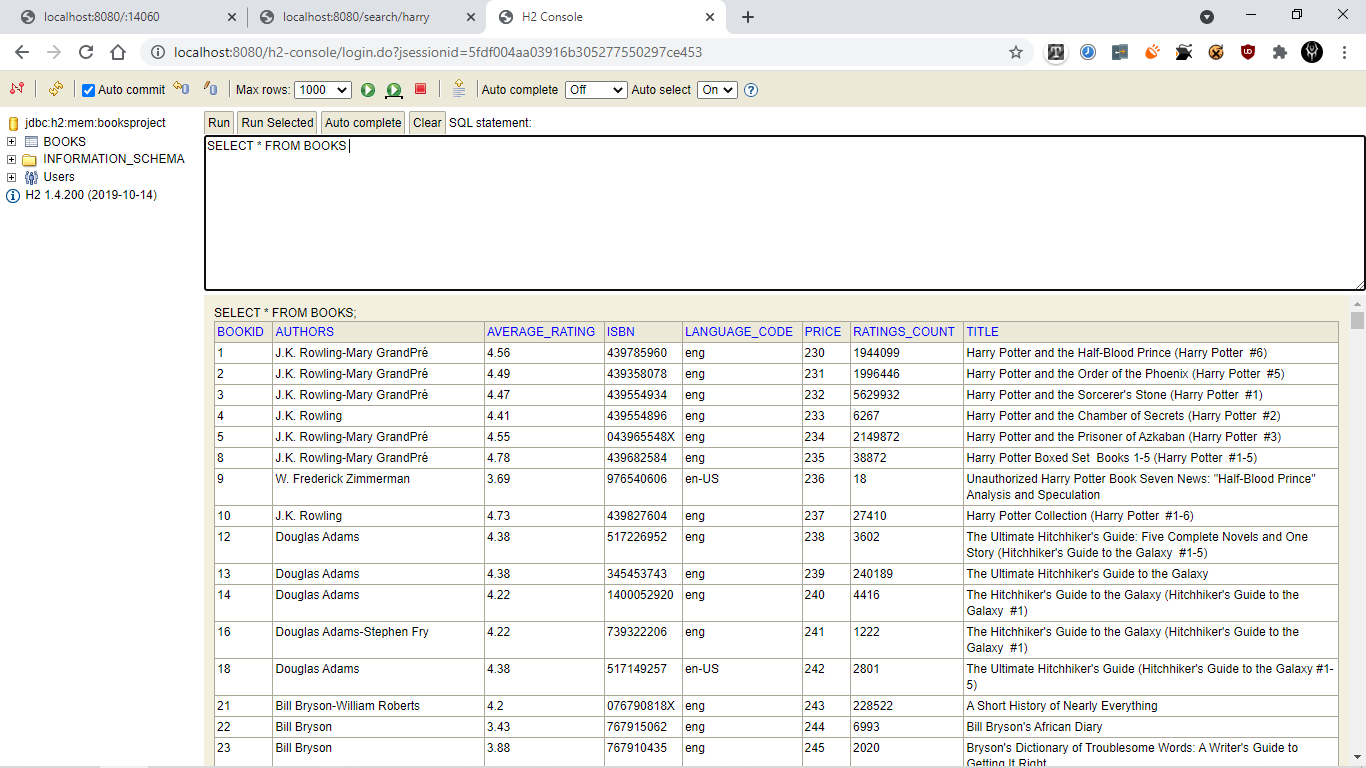 localhost:8080/:14060
localhost:8080/search/harry
H2 Console
localhost:8080/h2-console/login.do?jsessionid=5fdf004aa03916b305277550297ce453
Auto commit Max rows: 1000 Auto complete Off Auto select On
jdbc:h2:mem:booksproject
BOOKS
INFORMATION_SCHEMA
Users
H2 1.4.200 (2019-10-14)
Run Run Selected Auto complete Clear SQL statement:
SELECT * FROM BOOKS
SELECT * FROM BOOKS;
BOOKID AUTHORS AVERAGE_RATING ISBN LANGUAGE_CODE PRICE RATINGS_COUNT TITLE
1 J.K. Rowling-Mary GrandPré 4.56 439785960 eng 230 1944099 Harry Potter and the Half-Blood Prince (Harry Potter #6)
2 J.K. Rowling-Mary GrandPré 4.49 439358078 eng 231 1996446 Harry Potter and the Order of the Phoenix (Harry Potter #5)
3 J.K. Rowling-Mary GrandPré 4.47 439554934 eng 232 5629932 Harry Potter and the Sorcerer's Stone (Harry Potter #1)
4 J.K. Rowling 4.41 439554896 eng 233 6267 Harry Potter and the Chamber of Secrets (Harry Potter #2)
5 J.K. Rowling-Mary GrandPré 4.55 043965548X eng 234 2149872 Harry Potter and the Prisoner of Azkaban (Harry Potter #3)
8 J.K. Rowling-Mary GrandPré 4.78 439682584 eng 235 38872 Harry Potter Boxed Set Books 1-5 (Harry Potter #1-5)
9 W. Frederick Zimmerman 3.69 976540606 en-US 236 18 Unauthorized Harry Potter Book Seven News: "Half-Blood Prince"
Analysis and Speculation
10 J.K. Rowling 4.73 439827604 eng 237 27410 Harry Potter Collection (Harry Potter #1-6)
12 Douglas Adams 4.38 517226952 eng 238 3602 The Ultimate Hitchhiker's Guide: Five Complete Novels and One
Story (Hitchhiker's Guide to the Galaxy #1-5)
13 Douglas Adams 4.38 345453743 eng 239 240189 The Ultimate Hitchhiker's Guide to the Galaxy
14 Douglas Adams 4.22 1400052920 eng 240 4416 The Hitchhiker's Guide to the Galaxy (Hitchhiker's Guide to the
Galaxy #1)
16 Douglas Adams-Stephen Fry 4.22 739322206 eng 241 1222 The Hitchhiker's Guide to the Galaxy (Hitchhiker's Guide to the
Galaxy #1)
18 Douglas Adams 4.38 517149257 en-US 242 2801 The Ultimate Hitchhiker's Guide (Hitchhiker's Guide to the Galaxy #1-
5)
21 Bill Bryson-William Roberts 4.2 076790818X eng 243 228522 A Short History of Nearly Everything
22 Bill Bryson 3.43 767915062 eng 244 6993 Bill Bryson's African Diary
23 Bill Bryson 3.88 767910435 eng 245 2020 Bryson's Dictionary of Troublesome Words: A Writer's Guide to
Getting It Right